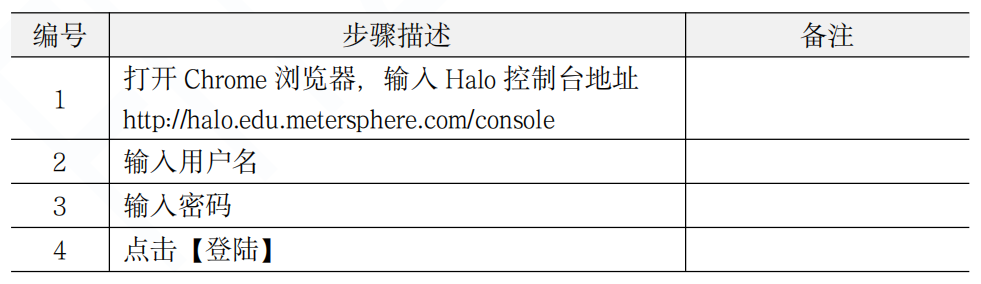 编号 步骤描述 备注
1 打开 Chrome 浏览器，输入 Halo 控制台地址
http://halo.edu.metersphere.com/console
2 输入用户名
3 输入密码
4 点击【登陆】